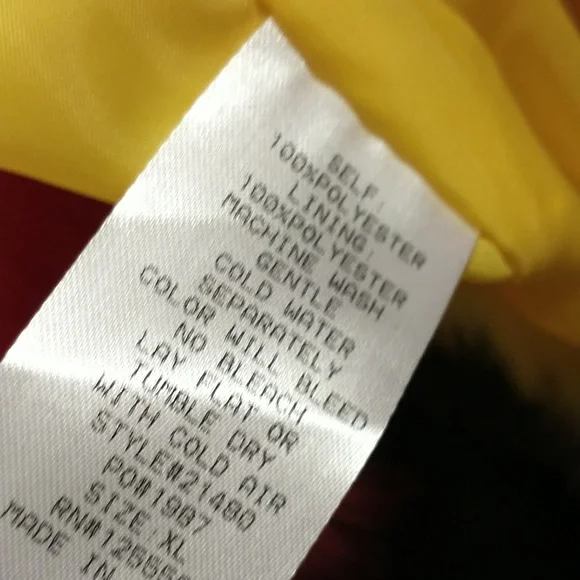 SELF:
100%POLYESTER
LINING:
100%POLYESTER
MACHINE WASH
GENTLE
COLD WATER
SEPARATELY
COLOR WILL BLEED
NO BLEACH
LAY FLAT OR
TUMBLE DRY
WITH COLD AIR
STYLE#21480
PO#1987
SIZE:XL
MADE IN